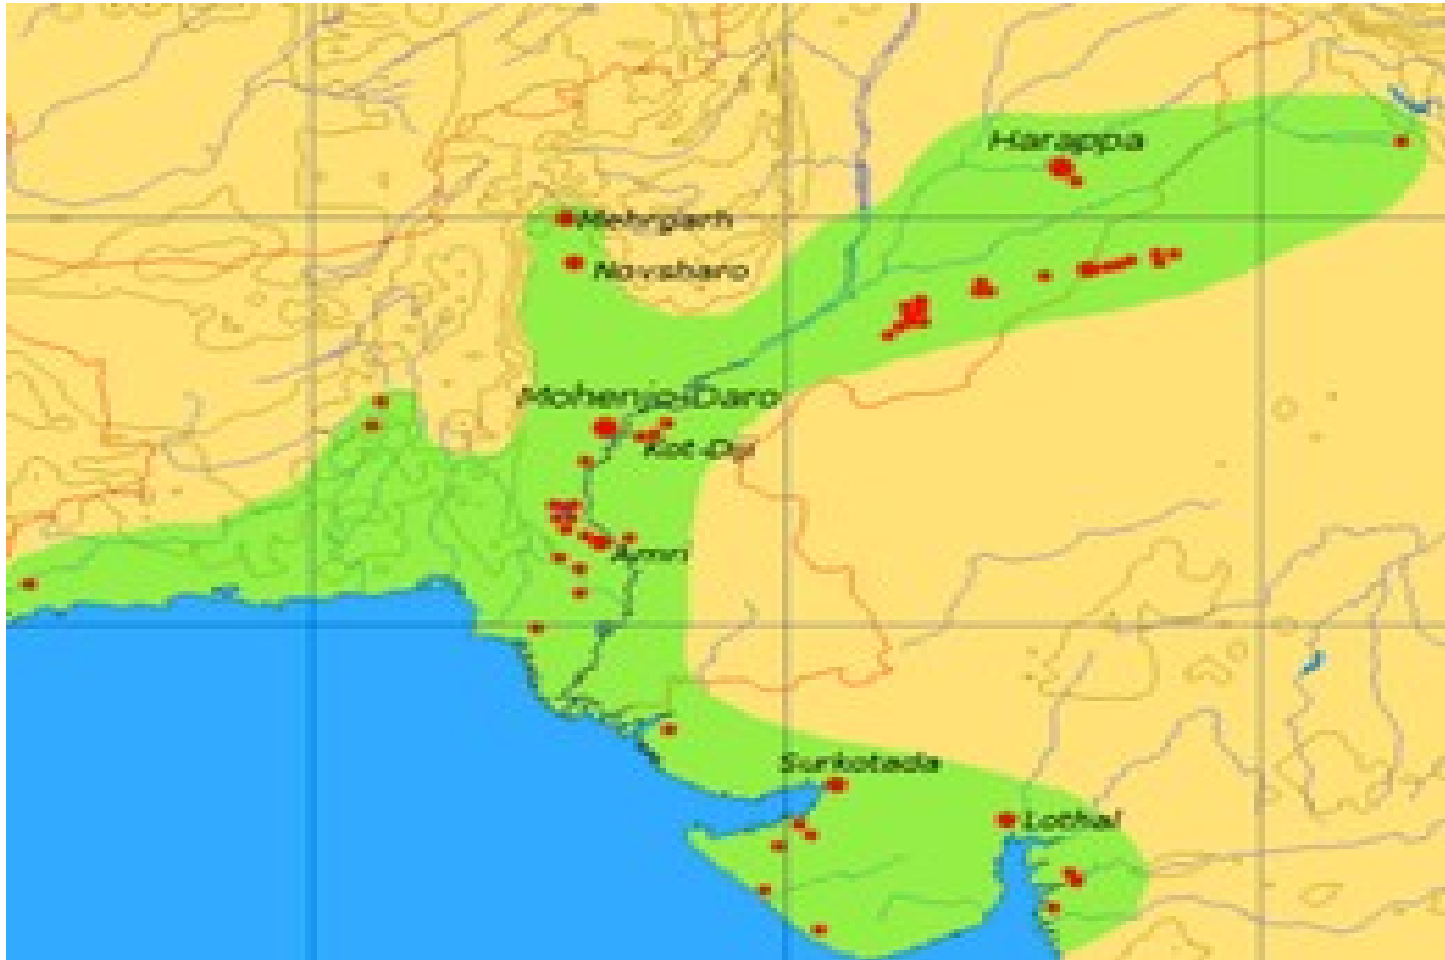 Harappa
Mehrgarh
Novsharo
Mohenjo-Daro
Kot-Diji
Amri
Surkotada
Lothal